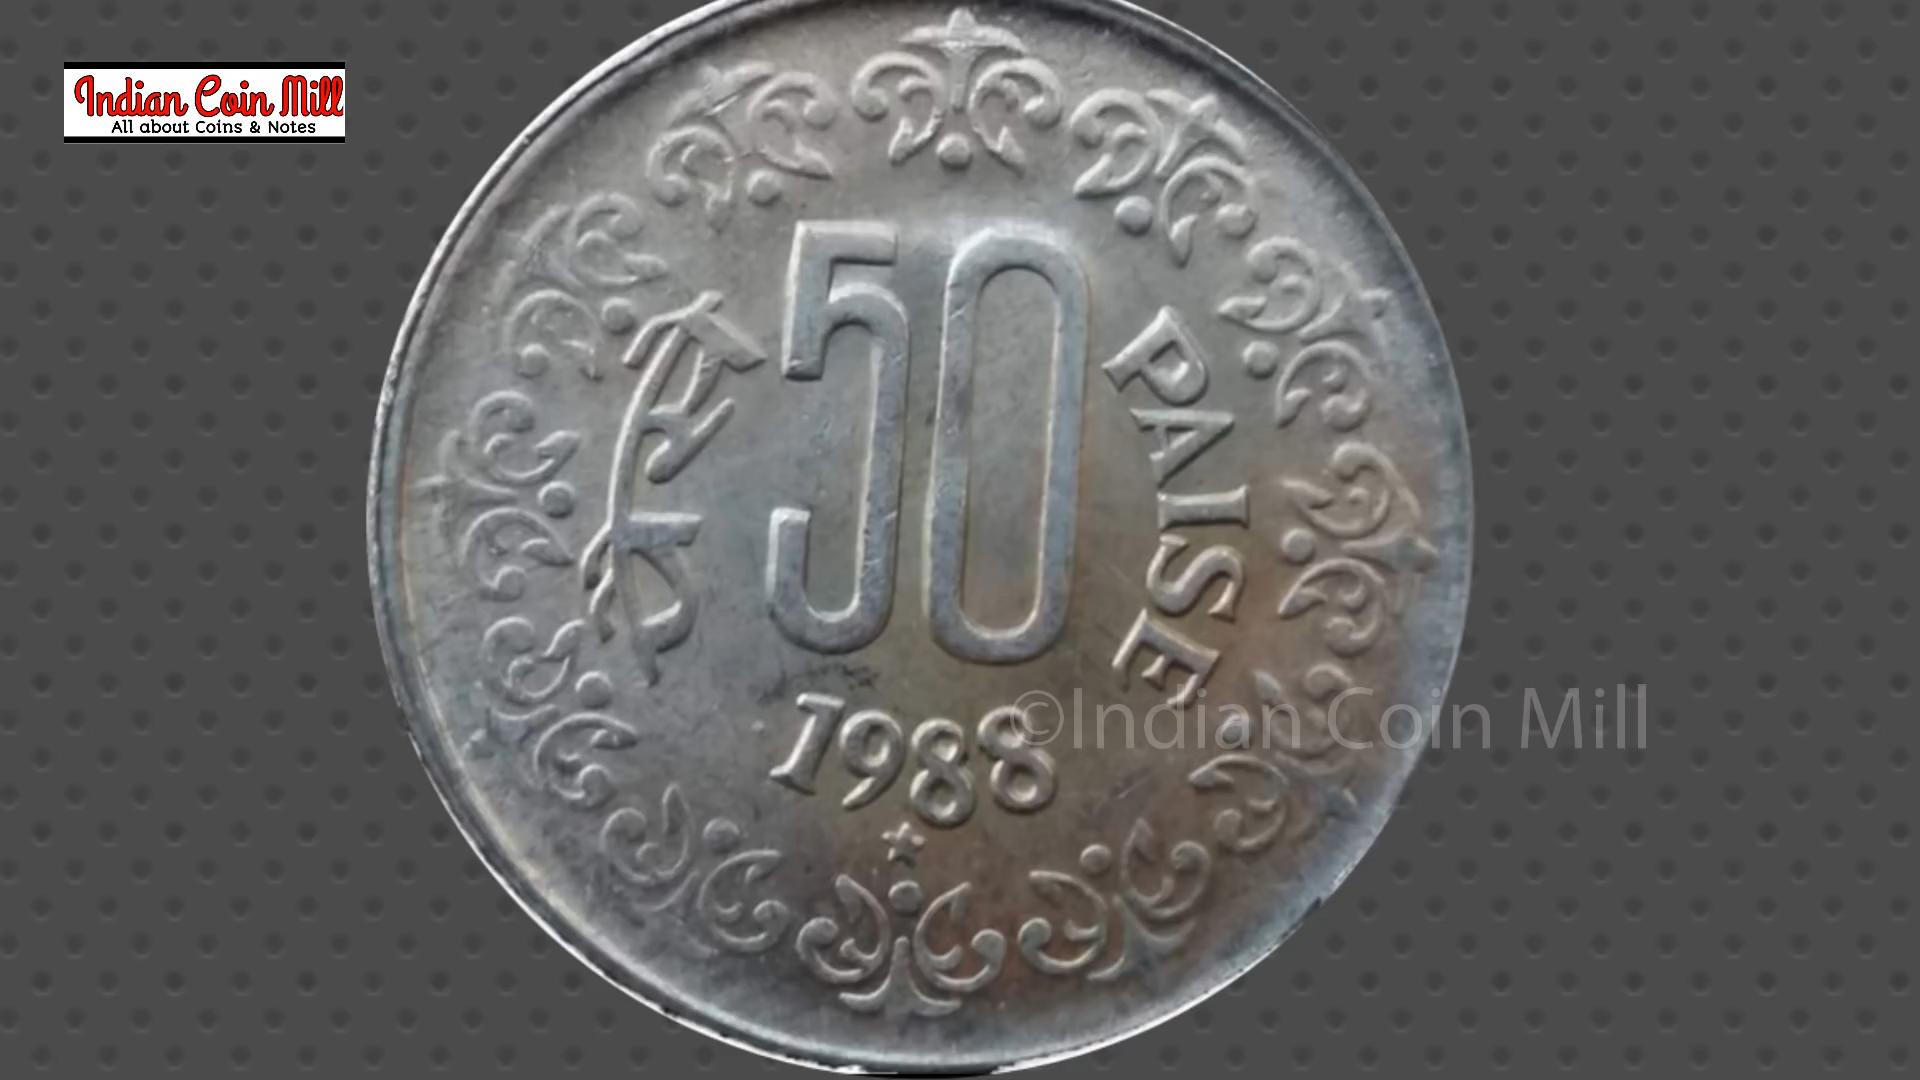 Indian Coin Mill
All about Coins & Notes
50
पैसे
PAISE
1988
©Indian Coin Mill